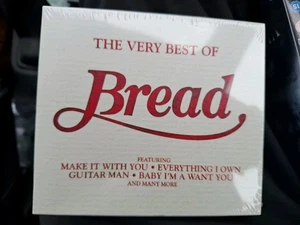 THE VERY BEST OF
Bread
FEATURING
MAKE IT WITH YOU • EVERYTHING I OWN
GUITAR MAN • BABY I'M A WANT YOU
AND MANY MORE